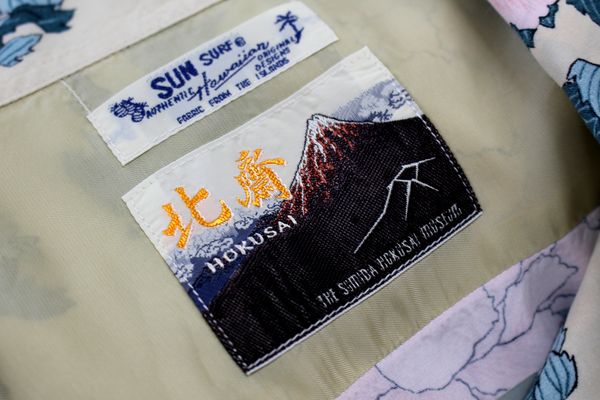 SUN SURF®
AUTHENTIC Hawaiian ORIGINAL DESIGNS
FABRIC FROM THE ISLANDS
北斎
HOKUSAI
THE SUMIDA HOKUSAI MUSEUM